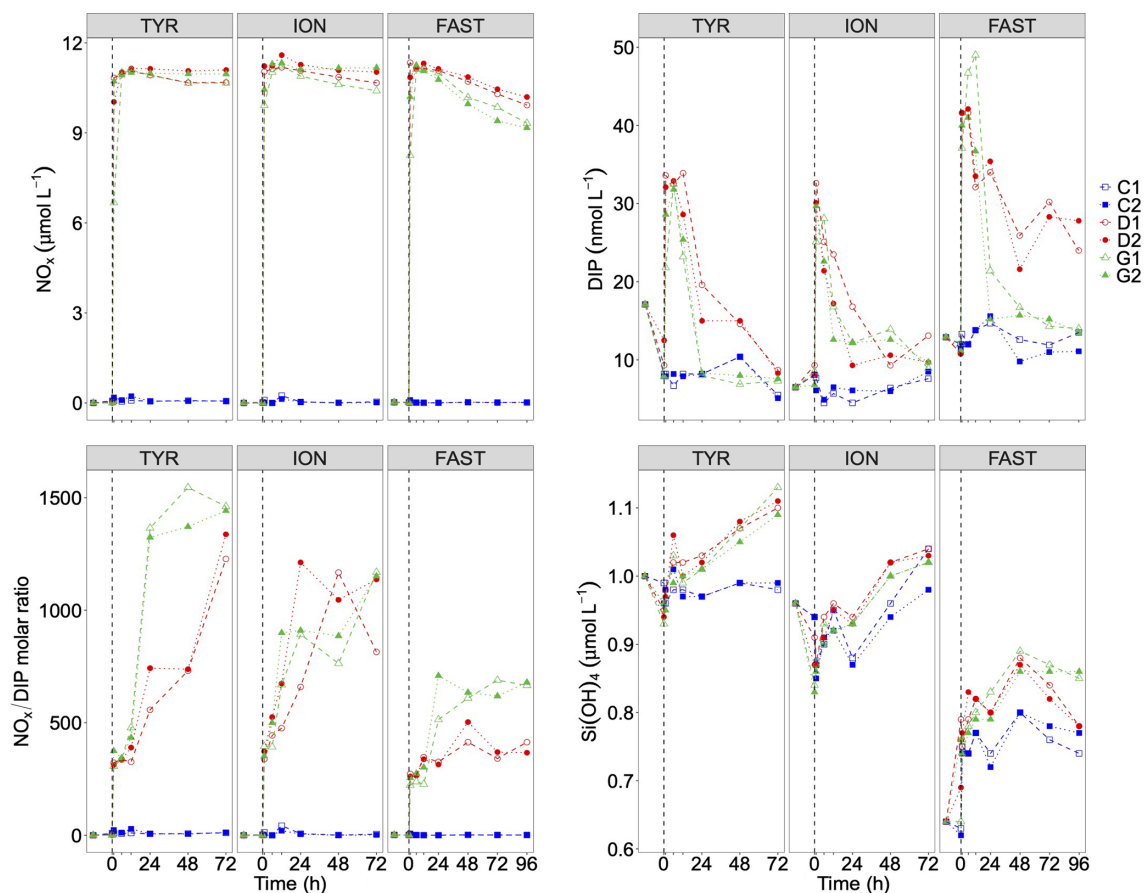 TYR ION FAST
12
9
6
3
0
NOx (µmol L−1)
TYR ION FAST
50
40
30
20
10
DIP (nmol L−1)
C1
C2
D1
D2
G1
G2
TYR ION FAST
1500
1000
500
0
NOx/DIP molar ratio
0 24 48 72 0 24 48 72 0 24 48 72 96
Time (h)
TYR ION FAST
1.1
1.0
0.9
0.8
0.7
0.6
Si(OH)4 (µmol L−1)
0 24 48 72 0 24 48 72 0 24 48 72 96
Time (h)